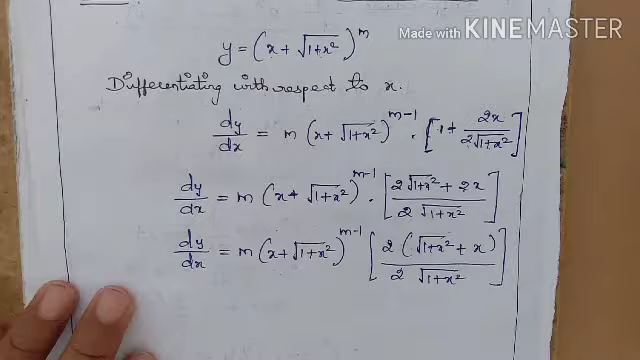 Made with KINEMASTER
y = (x + √(1+x²))^m
Differentiating with respect to x.
dy/dx = m (x + √(1+x²))^(m-1) · [1 + 2x/(2√(1+x²))]
dy/dx = m (x + √(1+x²))^(m-1) · [(2√(1+x²) + 2x)/(2√(1+x²))]
dy/dx = m (x + √(1+x²))^(m-1) [2(√(1+x²) + x)/(2√(1+x²))]